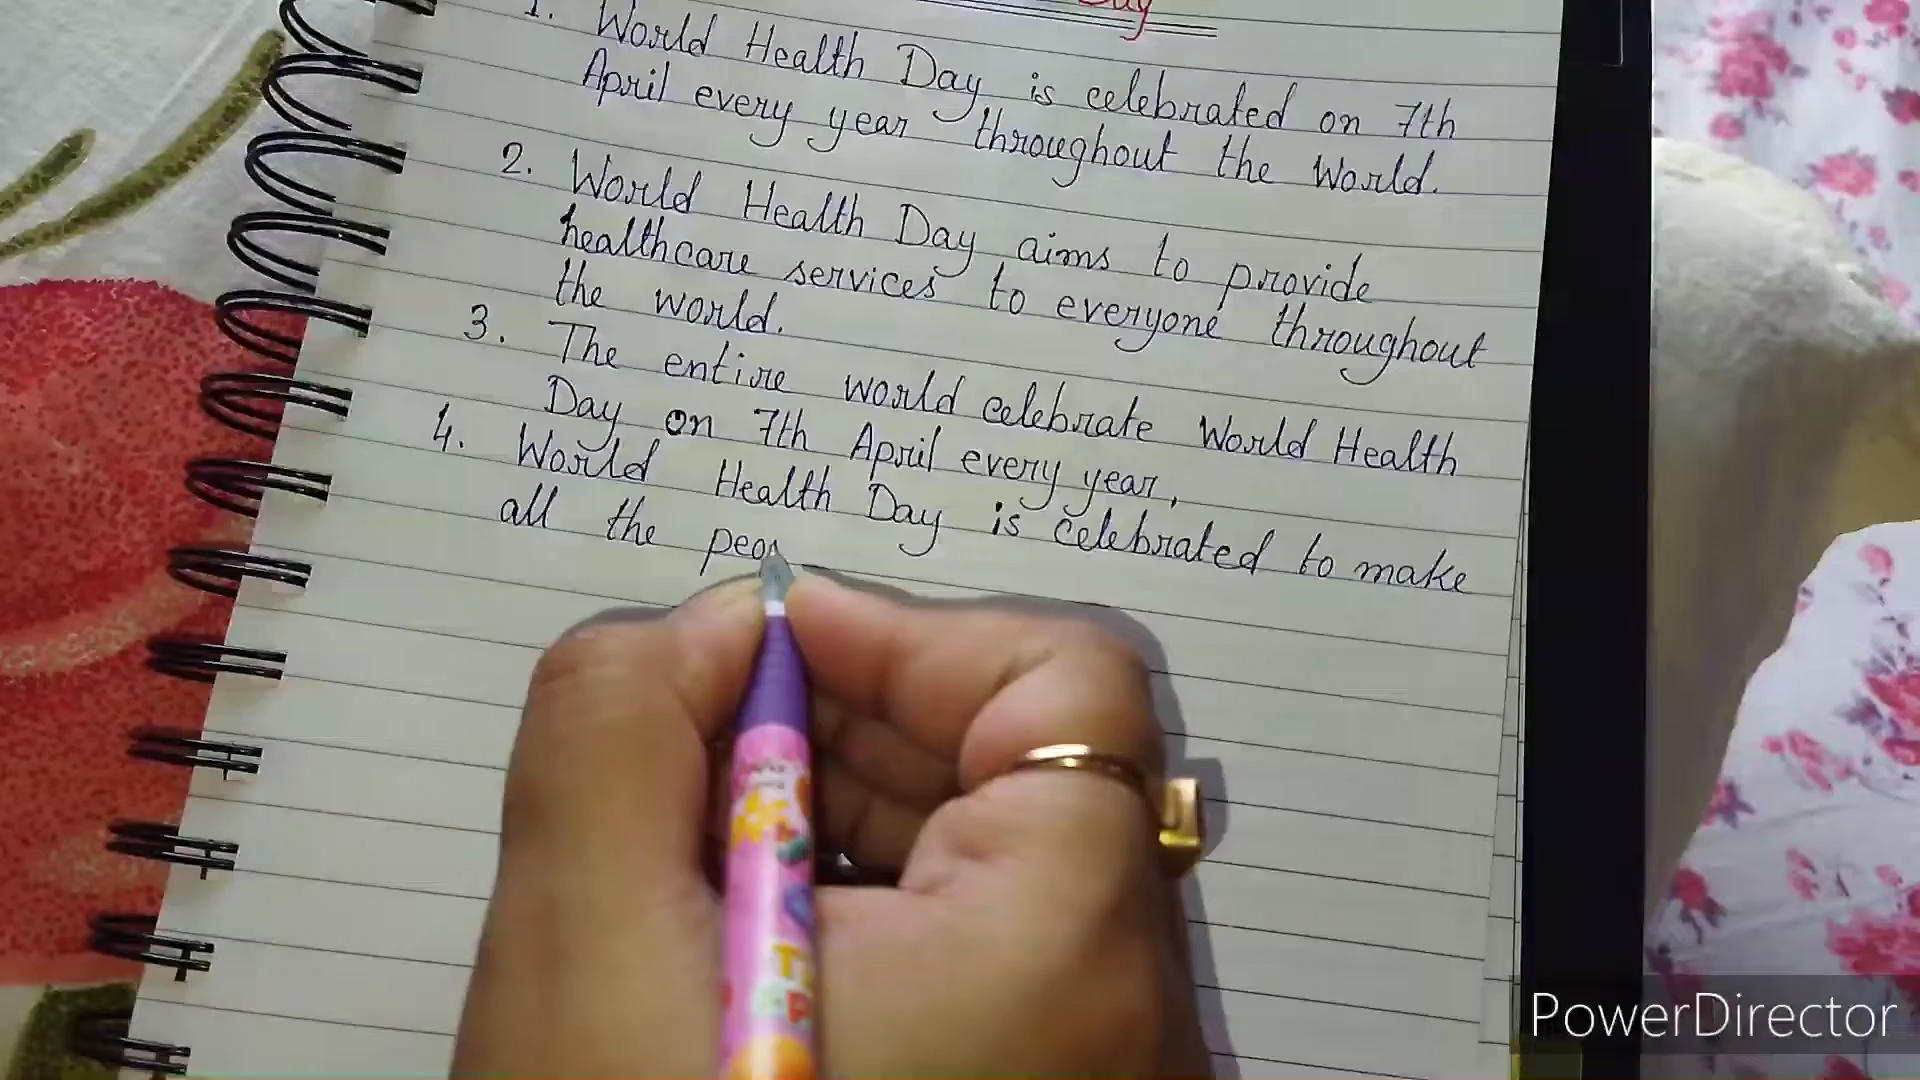 Day
1. World Health Day is celebrated on 7th
April every year throughout the World.
2. World Health Day aims to provide
healthcare services to everyone throughout
the world.
3. The entire world celebrate World Health
Day on 7th April every year,
4. World Health Day is celebrated to make
all the peo
PowerDirector